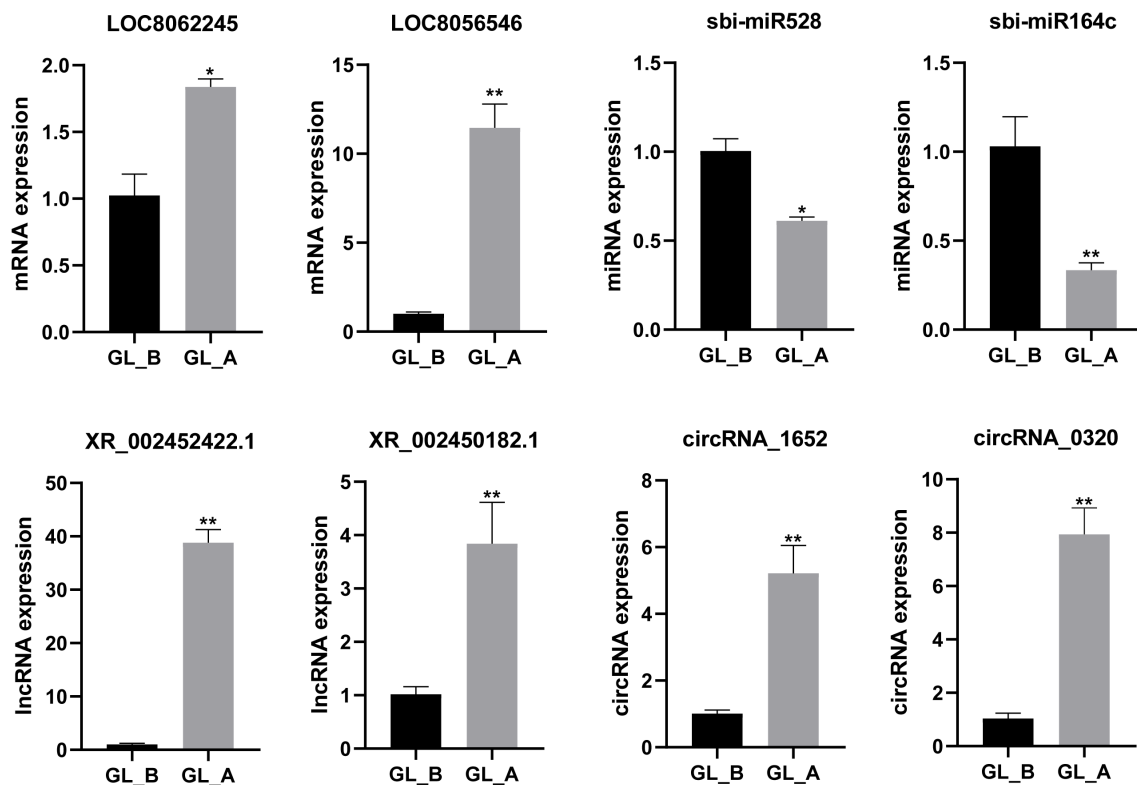 LOC8062245
mRNA expression
2.0
1.5
1.0
0.5
0.0
*
GL_B GL_A
LOC8056546
mRNA expression
15
10
5
0
**
GL_B GL_A
sbi-miR528
miRNA expression
1.5
1.0
0.5
0.0
*
GL_B GL_A
sbi-miR164c
miRNA expression
1.5
1.0
0.5
0.0
**
GL_B GL_A
XR_002452422.1
lncRNA expression
50
40
30
20
10
0
**
GL_B GL_A
XR_002450182.1
lncRNA expression
5
4
3
2
1
0
**
GL_B GL_A
circRNA_1652
circRNA expression
8
6
4
2
0
**
GL_B GL_A
circRNA_0320
circRNA expression
10
8
6
4
2
0
**
GL_B GL_A